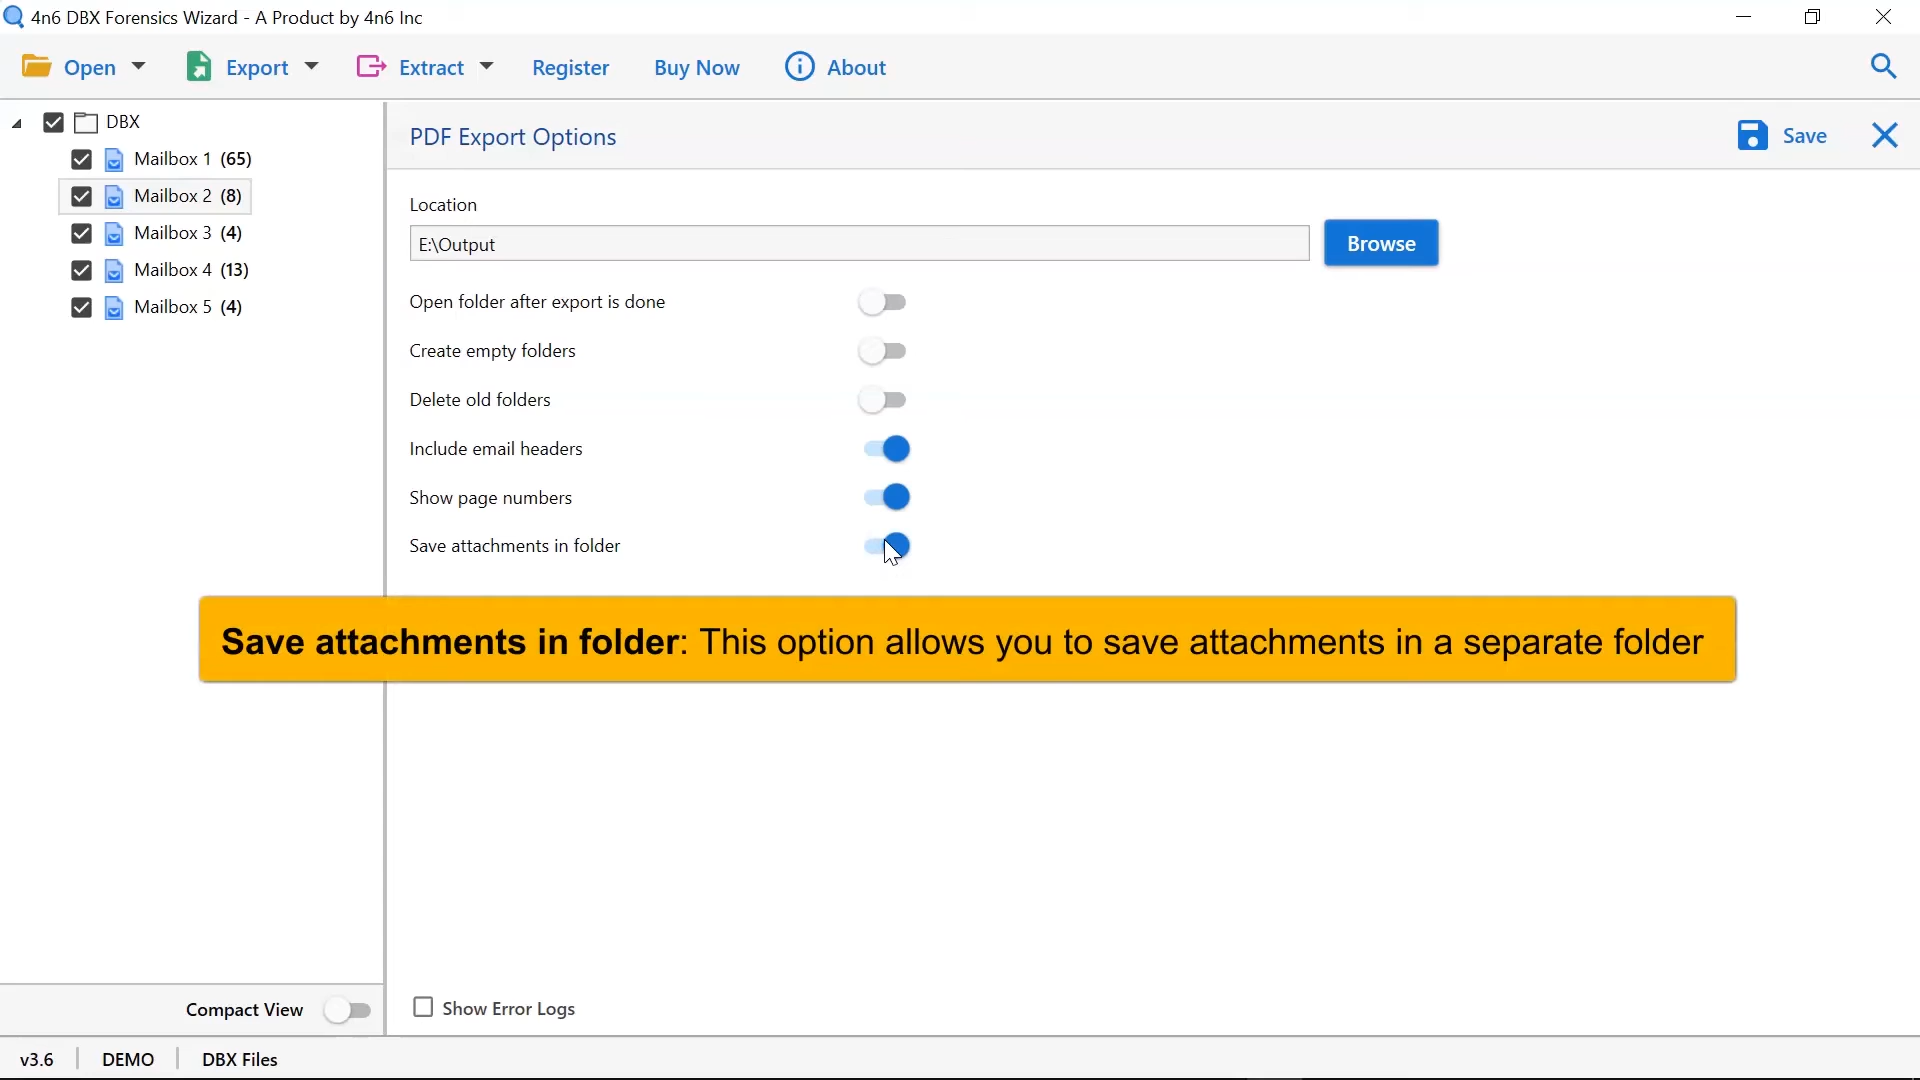 4n6 DBX Forensics Wizard - A Product by 4n6 Inc
Open Export Extract Register Buy Now About
DBX
Mailbox 1 (65)
Mailbox 2 (8)
Mailbox 3 (4)
Mailbox 4 (13)
Mailbox 5 (4)
PDF Export Options
Save
Location
E:\Output
Browse
Open folder after export is done
Create empty folders
Delete old folders
Include email headers
Show page numbers
Save attachments in folder
Save attachments in folder: This option allows you to save attachments in a separate folder
Compact View
Show Error Logs
v3.6 DEMO DBX Files